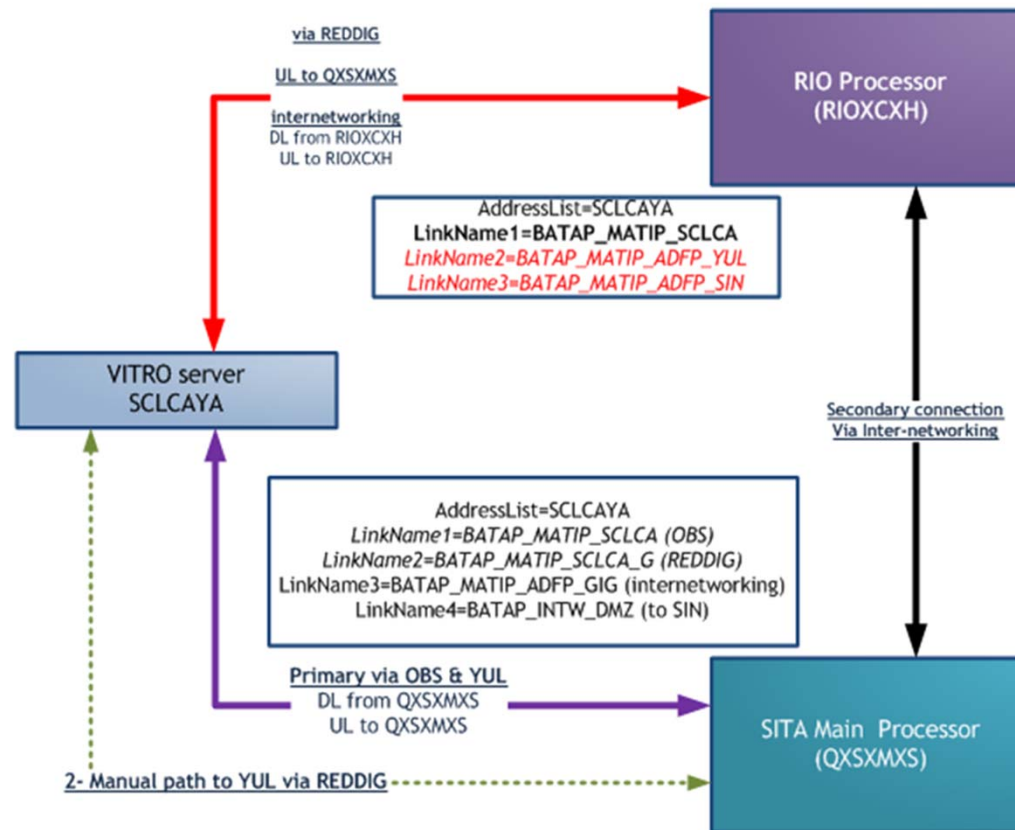 via REDDIG
UL to QXSXMXS
internetworking
DL from RIOXCXH
UL to RIOXCXH
RIO Processor
(RIOXCXH)
AddressList=SCLCAYA
LinkName1=BATAP_MATIP_SCLCA
LinkName2=BATAP_MATIP_ADFP_YUL
LinkName3=BATAP_MATIP_ADFP_SIN
VITRO server
SCLCAYA
Secondary connection
Via Inter-networking
AddressList=SCLCAYA
LinkName1=BATAP_MATIP_SCLCA (OBS)
LinkName2=BATAP_MATIP_SCLCA_G (REDDIG)
LinkName3=BATAP_MATIP_ADFP_GIG (internetworking)
LinkName4=BATAP_INTW_DMZ (to SIN)
Primary via OBS & YUL
DL from QXSXMXS
UL to QXSXMXS
SITA Main Processor
(QXSXMXS)
2- Manual path to YUL via REDDIG